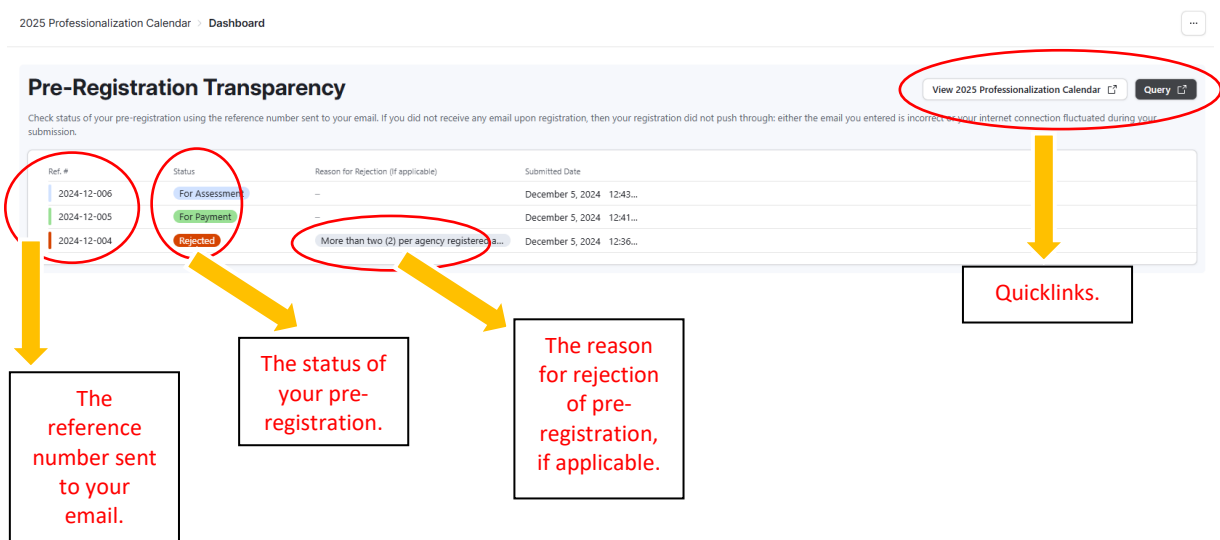 2025 Professionalization Calendar > Dashboard
...
Pre-Registration Transparency
View 2025 Professionalization Calendar
Query
Check status of your pre-registration using the reference number sent to your email. If you did not receive any email upon registration, then your registration did not push through: either the email you entered is incorrect or your internet connection fluctuated during your
submission.
Ref. # Status Reason for Rejection (If applicable) Submitted Date
2024-12-006 For Assessment – December 5, 2024 12:43...
2024-12-005 For Payment – December 5, 2024 12:41...
2024-12-004 Rejected More than two (2) per agency registered a... December 5, 2024 12:36...
Quicklinks.
The status of
your pre-
registration.
The reason
for rejection
of pre-
registration,
if applicable.
The
reference
number sent
to your
email.